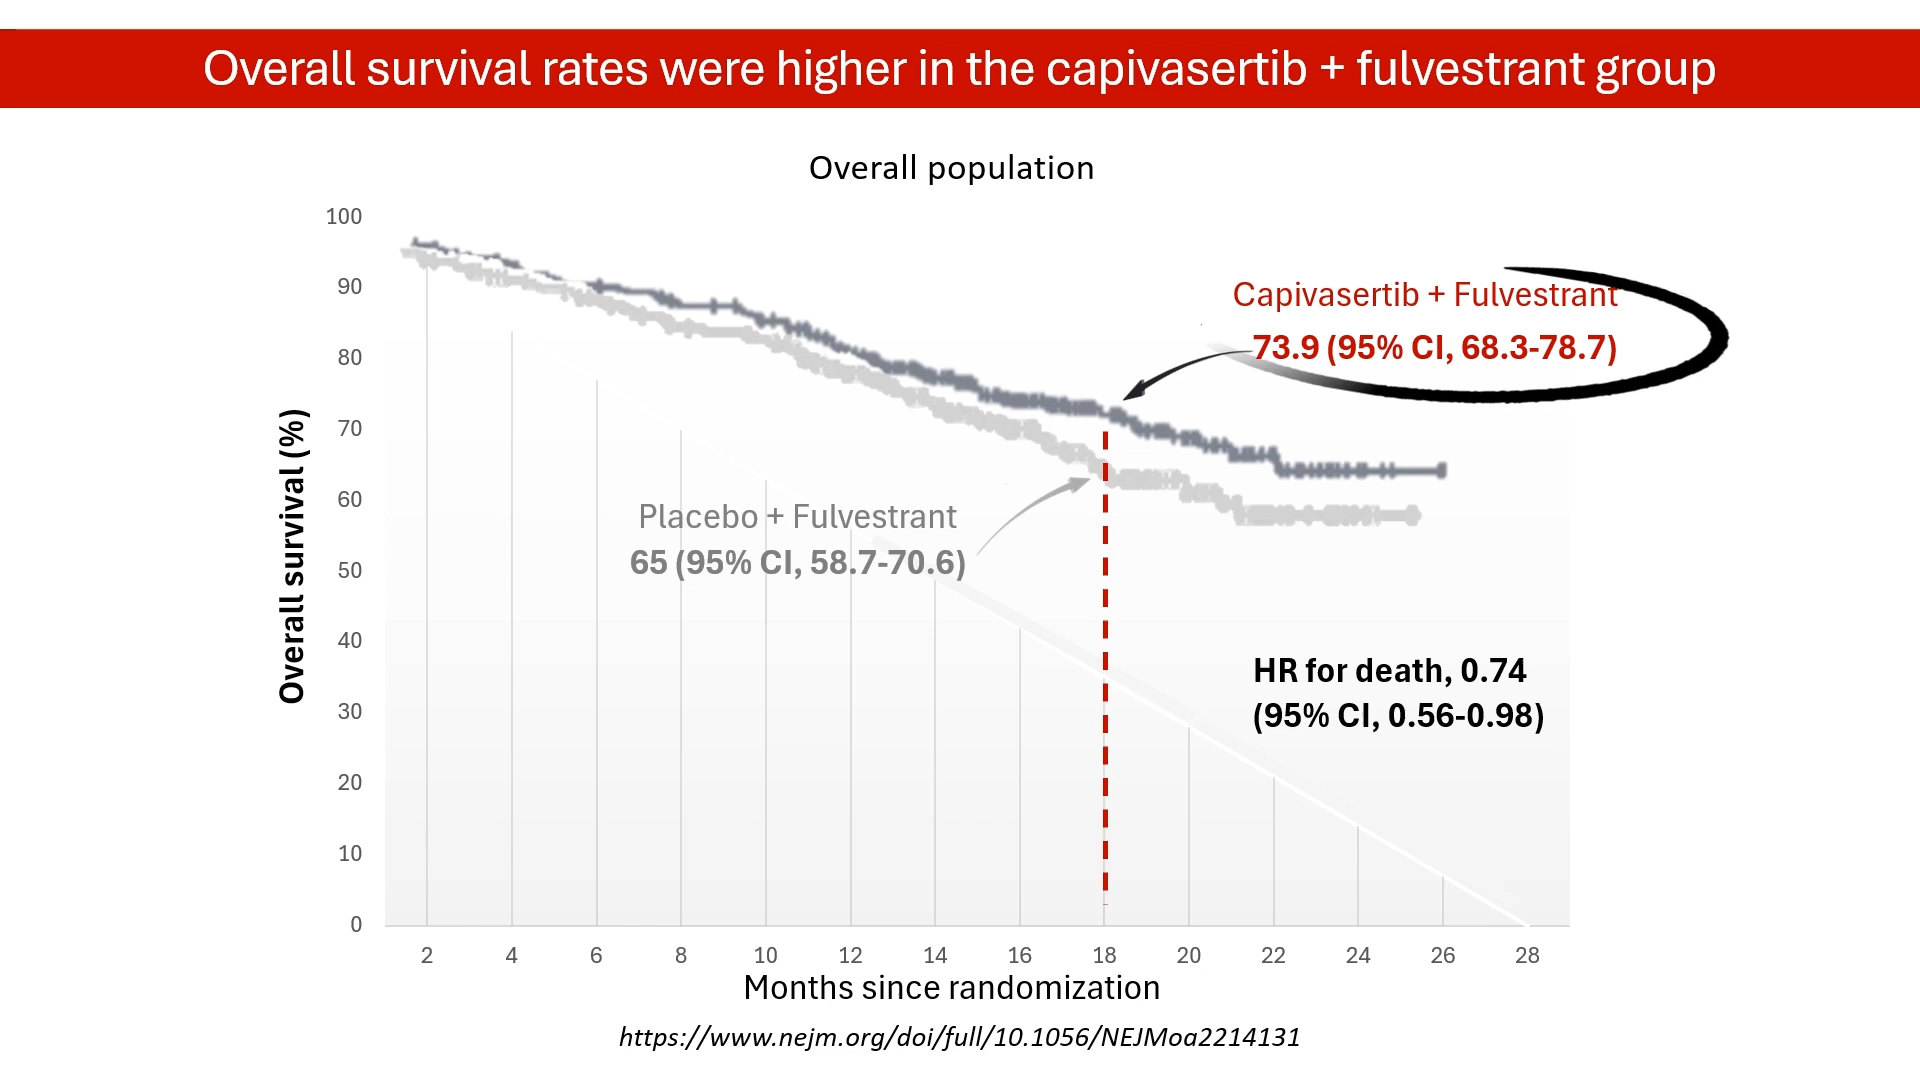 Overall survival rates were higher in the capivasertib + fulvestrant group
Overall population
Overall survival (%)
100
90
80
70
60
50
40
30
20
10
0
Capivasertib + Fulvestrant
73.9 (95% CI, 68.3-78.7)
Placebo + Fulvestrant
65 (95% CI, 58.7-70.6)
HR for death, 0.74
(95% CI, 0.56-0.98)
2 4 6 8 10 12 14 16 18 20 22 24 26 28
Months since randomization
https://www.nejm.org/doi/full/10.1056/NEJMoa2214131